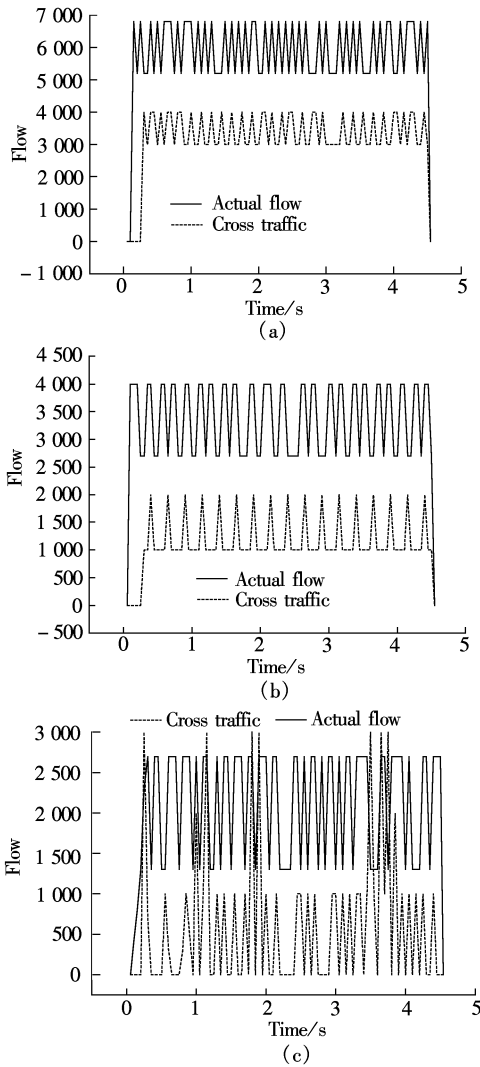 7 000
6 000
5 000
4 000
3 000
2 000
1 000
0
− 1 000
Flow
Actual flow
Cross traffic
0 1 2 3 4 5
Time/s
(a)
4 500
4 000
3 500
3 000
2 500
2 000
1 500
1 000
500
0
− 500
Flow
Actual flow
Cross traffic
0 1 2 3 4 5
Time/s
(b)
Cross traffic Actual flow
3 000
2 500
2 000
1 500
1 000
500
0
Flow
0 1 2 3 4 5
Time/s
(c)